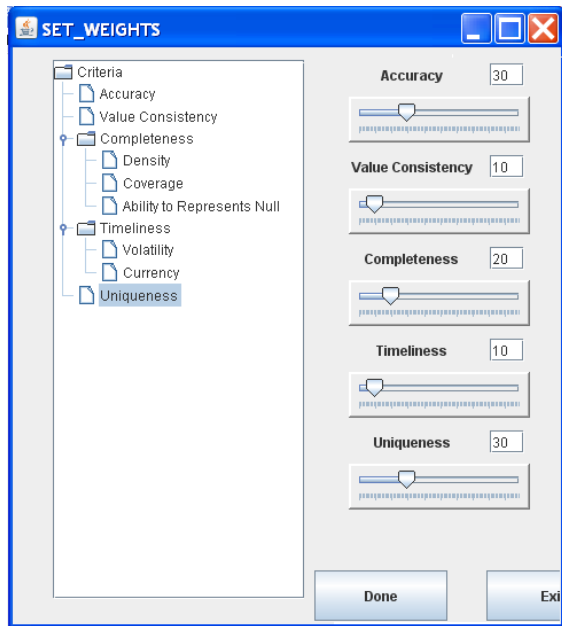 SET_WEIGHTS
Criteria
Accuracy
Value Consistency
Completeness
Density
Coverage
Ability to Represents Null
Timeliness
Volatility
Currency
Uniqueness
Accuracy 30
Value Consistency 10
Completeness 20
Timeliness 10
Uniqueness 30
Done
Exi